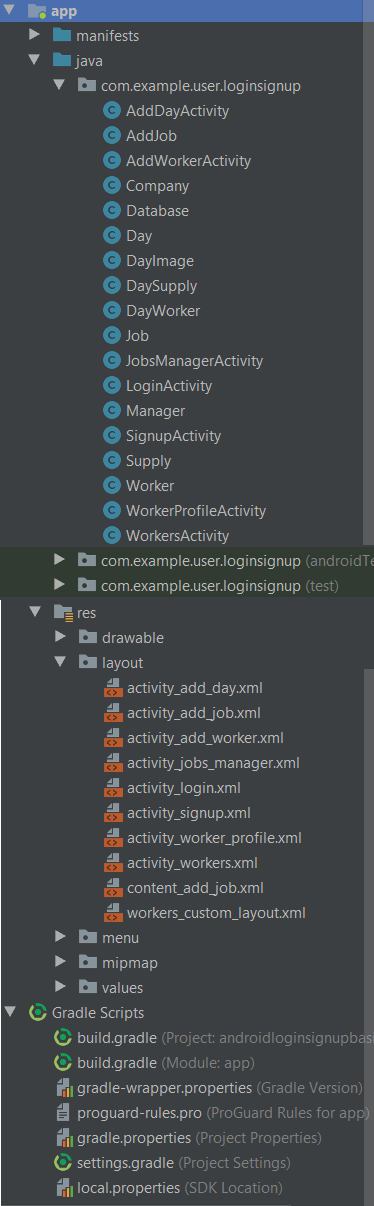 app
manifests
java
com.example.user.loginsignup
AddDayActivity
AddJob
AddWorkerActivity
Company
Database
Day
DayImage
DaySupply
DayWorker
Job
JobsManagerActivity
LoginActivity
Manager
SignupActivity
Supply
Worker
WorkerProfileActivity
WorkersActivity
com.example.user.loginsignup (androidTe
com.example.user.loginsignup (test)
res
drawable
layout
activity_add_day.xml
activity_add_job.xml
activity_add_worker.xml
activity_jobs_manager.xml
activity_login.xml
activity_signup.xml
activity_worker_profile.xml
activity_workers.xml
content_add_job.xml
workers_custom_layout.xml
menu
mipmap
values
Gradle Scripts
build.gradle (Project: androidloginsignupbas
build.gradle (Module: app)
gradle-wrapper.properties (Gradle Version)
proguard-rules.pro (ProGuard Rules for app)
gradle.properties (Project Properties)
settings.gradle (Project Settings)
local.properties (SDK Location)